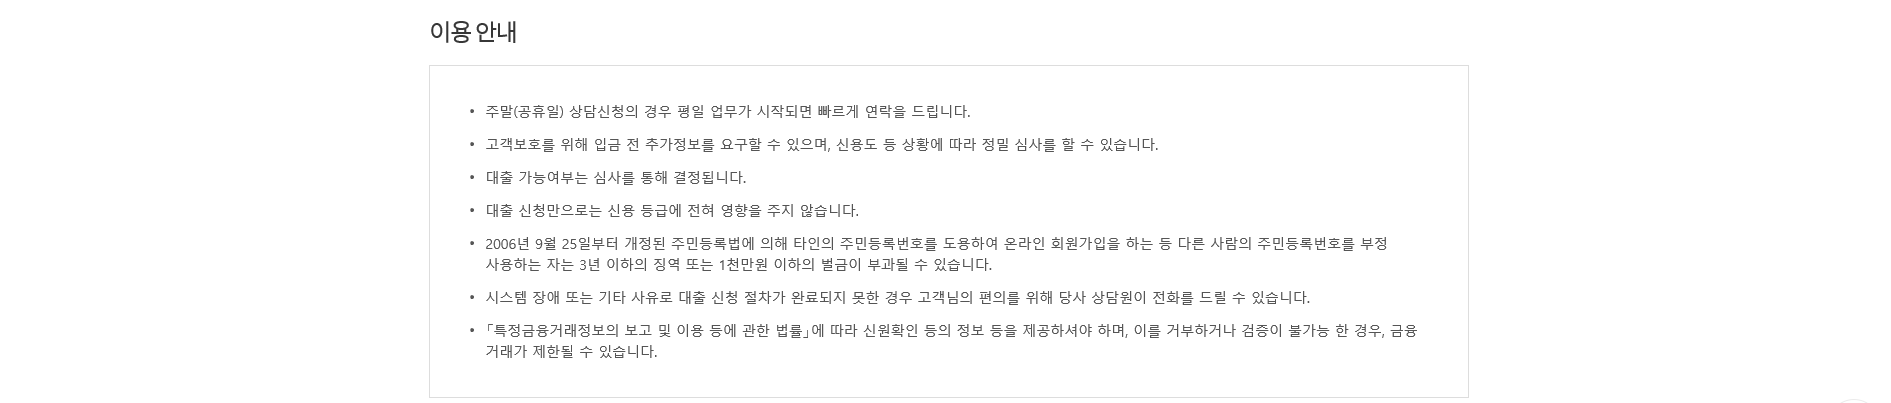 이용 안내
• 주말(공휴일) 상담신청의 경우 평일 업무가 시작되면 빠르게 연락을 드립니다.
• 고객보호를 위해 입금 전 추가정보를 요구할 수 있으며, 신용도 등 상황에 따라 정밀 심사를 할 수 있습니다.
• 대출 가능여부는 심사를 통해 결정됩니다.
• 대출 신청만으로는 신용 등급에 전혀 영향을 주지 않습니다.
• 2006년 9월 25일부터 개정된 주민등록법에 의해 타인의 주민등록번호를 도용하여 온라인 회원가입을 하는 등 다른 사람의 주민등록번호를 부정
사용하는 자는 3년 이하의 징역 또는 1천만원 이하의 벌금이 부과될 수 있습니다.
• 시스템 장애 또는 기타 사유로 대출 신청 절차가 완료되지 못한 경우 고객님의 편의를 위해 당사 상담원이 전화를 드릴 수 있습니다.
• 「특정금융거래정보의 보고 및 이용 등에 관한 법률」에 따라 신원확인 등의 정보 등을 제공하셔야 하며, 이를 거부하거나 검증이 불가능 한 경우, 금융
거래가 제한될 수 있습니다.